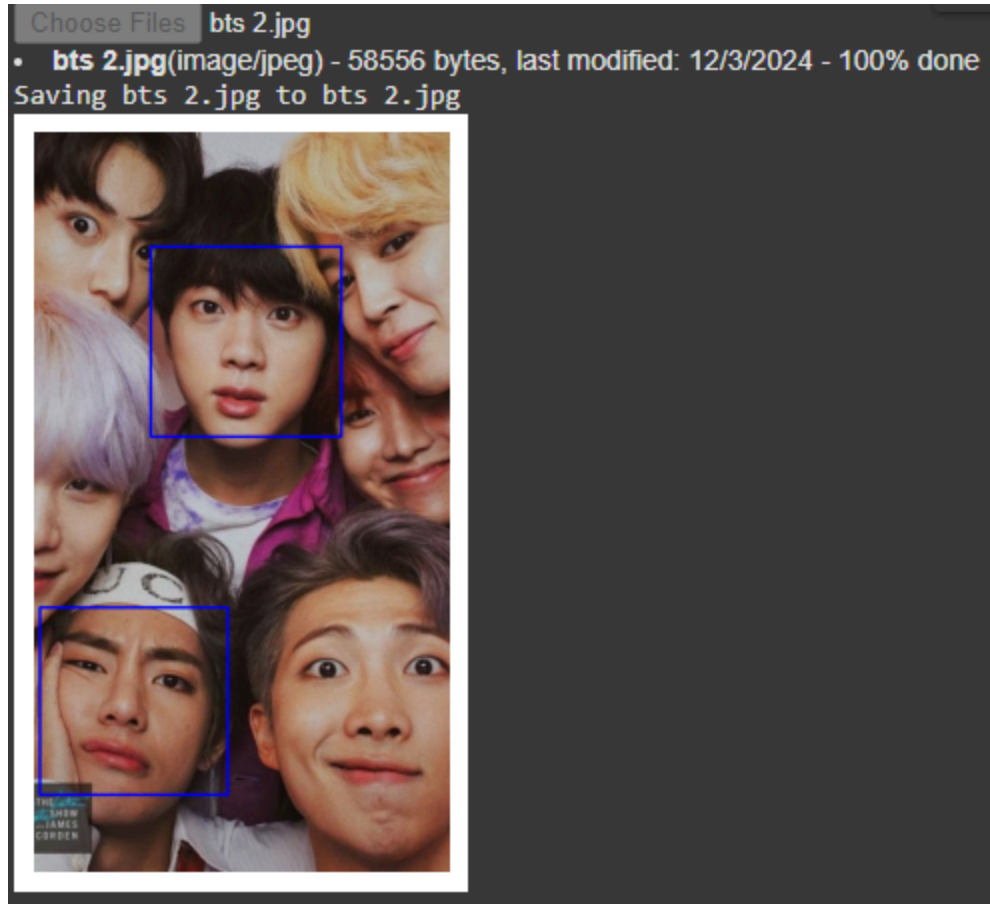 Choose Files bts 2.jpg
• bts 2.jpg(image/jpeg) - 58556 bytes, last modified: 12/3/2024 - 100% done
Saving bts 2.jpg to bts 2.jpg
JC
THE
SHOW
JAMES
CORDEN